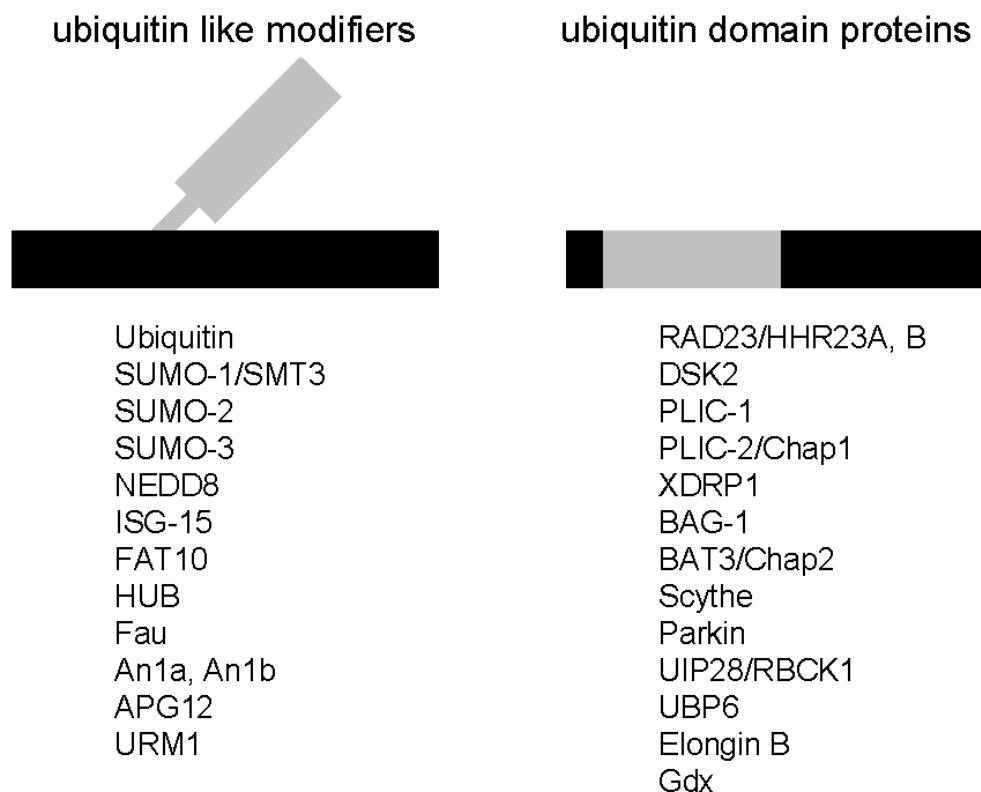 ubiquitin like modifiers
Ubiquitin
SUMO-1/SMT3
SUMO-2
SUMO-3
NEDD8
ISG-15
FAT10
HUB
Fau
An1a, An1b
APG12
URM1
ubiquitin domain proteins
RAD23/HHR23A, B
DSK2
PLIC-1
PLIC-2/Chap1
XDRP1
BAG-1
BAT3/Chap2
Scythe
Parkin
UIP28/RBCK1
UBP6
Elongin B
Gdx